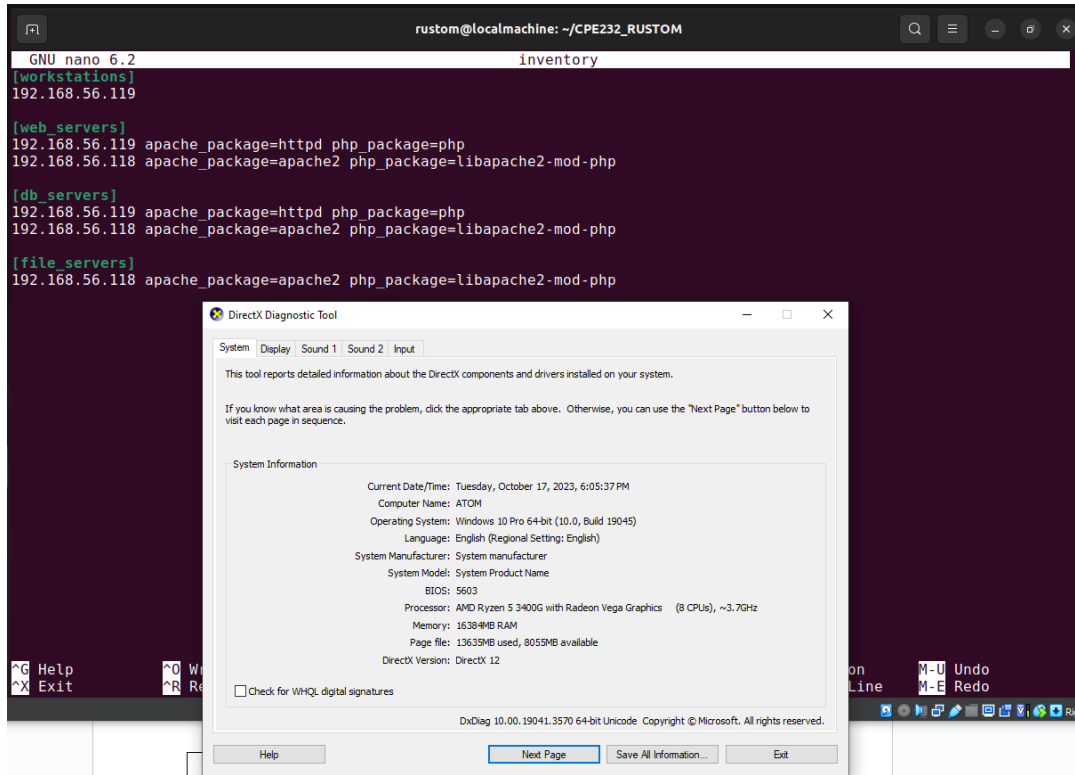 rustom@localmachine: ~/CPE232_RUSTOM
GNU nano 6.2 inventory
[workstations]
192.168.56.119
[web_servers]
192.168.56.119 apache_package=httpd php_package=php
192.168.56.118 apache_package=apache2 php_package=libapache2-mod-php
[db_servers]
192.168.56.119 apache_package=httpd php_package=php
192.168.56.118 apache_package=apache2 php_package=libapache2-mod-php
[file_servers]
192.168.56.118 apache_package=apache2 php_package=libapache2-mod-php
DirectX Diagnostic Tool
System Display Sound 1 Sound 2 Input
This tool reports detailed information about the DirectX components and drivers installed on your system.
If you know what area is causing the problem, click the appropriate tab above. Otherwise, you can use the "Next Page" button below to
visit each page in sequence.
System Information
Current Date/Time: Tuesday, October 17, 2023, 6:05:37 PM
Computer Name: ATOM
Operating System: Windows 10 Pro 64-bit (10.0, Build 19045)
Language: English (Regional Setting: English)
System Manufacturer: System manufacturer
System Model: System Product Name
BIOS: 5603
Processor: AMD Ryzen 5 3400G with Radeon Vega Graphics (8 CPUs), ~3.7GHz
Memory: 16384MB RAM
Page file: 13635MB used, 8055MB available
DirectX Version: DirectX 12
Check for WHQL digital signatures
DxDiag 10.00.19041.3570 64-bit Unicode Copyright © Microsoft. All rights reserved.
Help Next Page Save All Information... Exit
^G Help ^O W on M-U Undo
^X Exit ^R Re Line M-E Redo
Ri